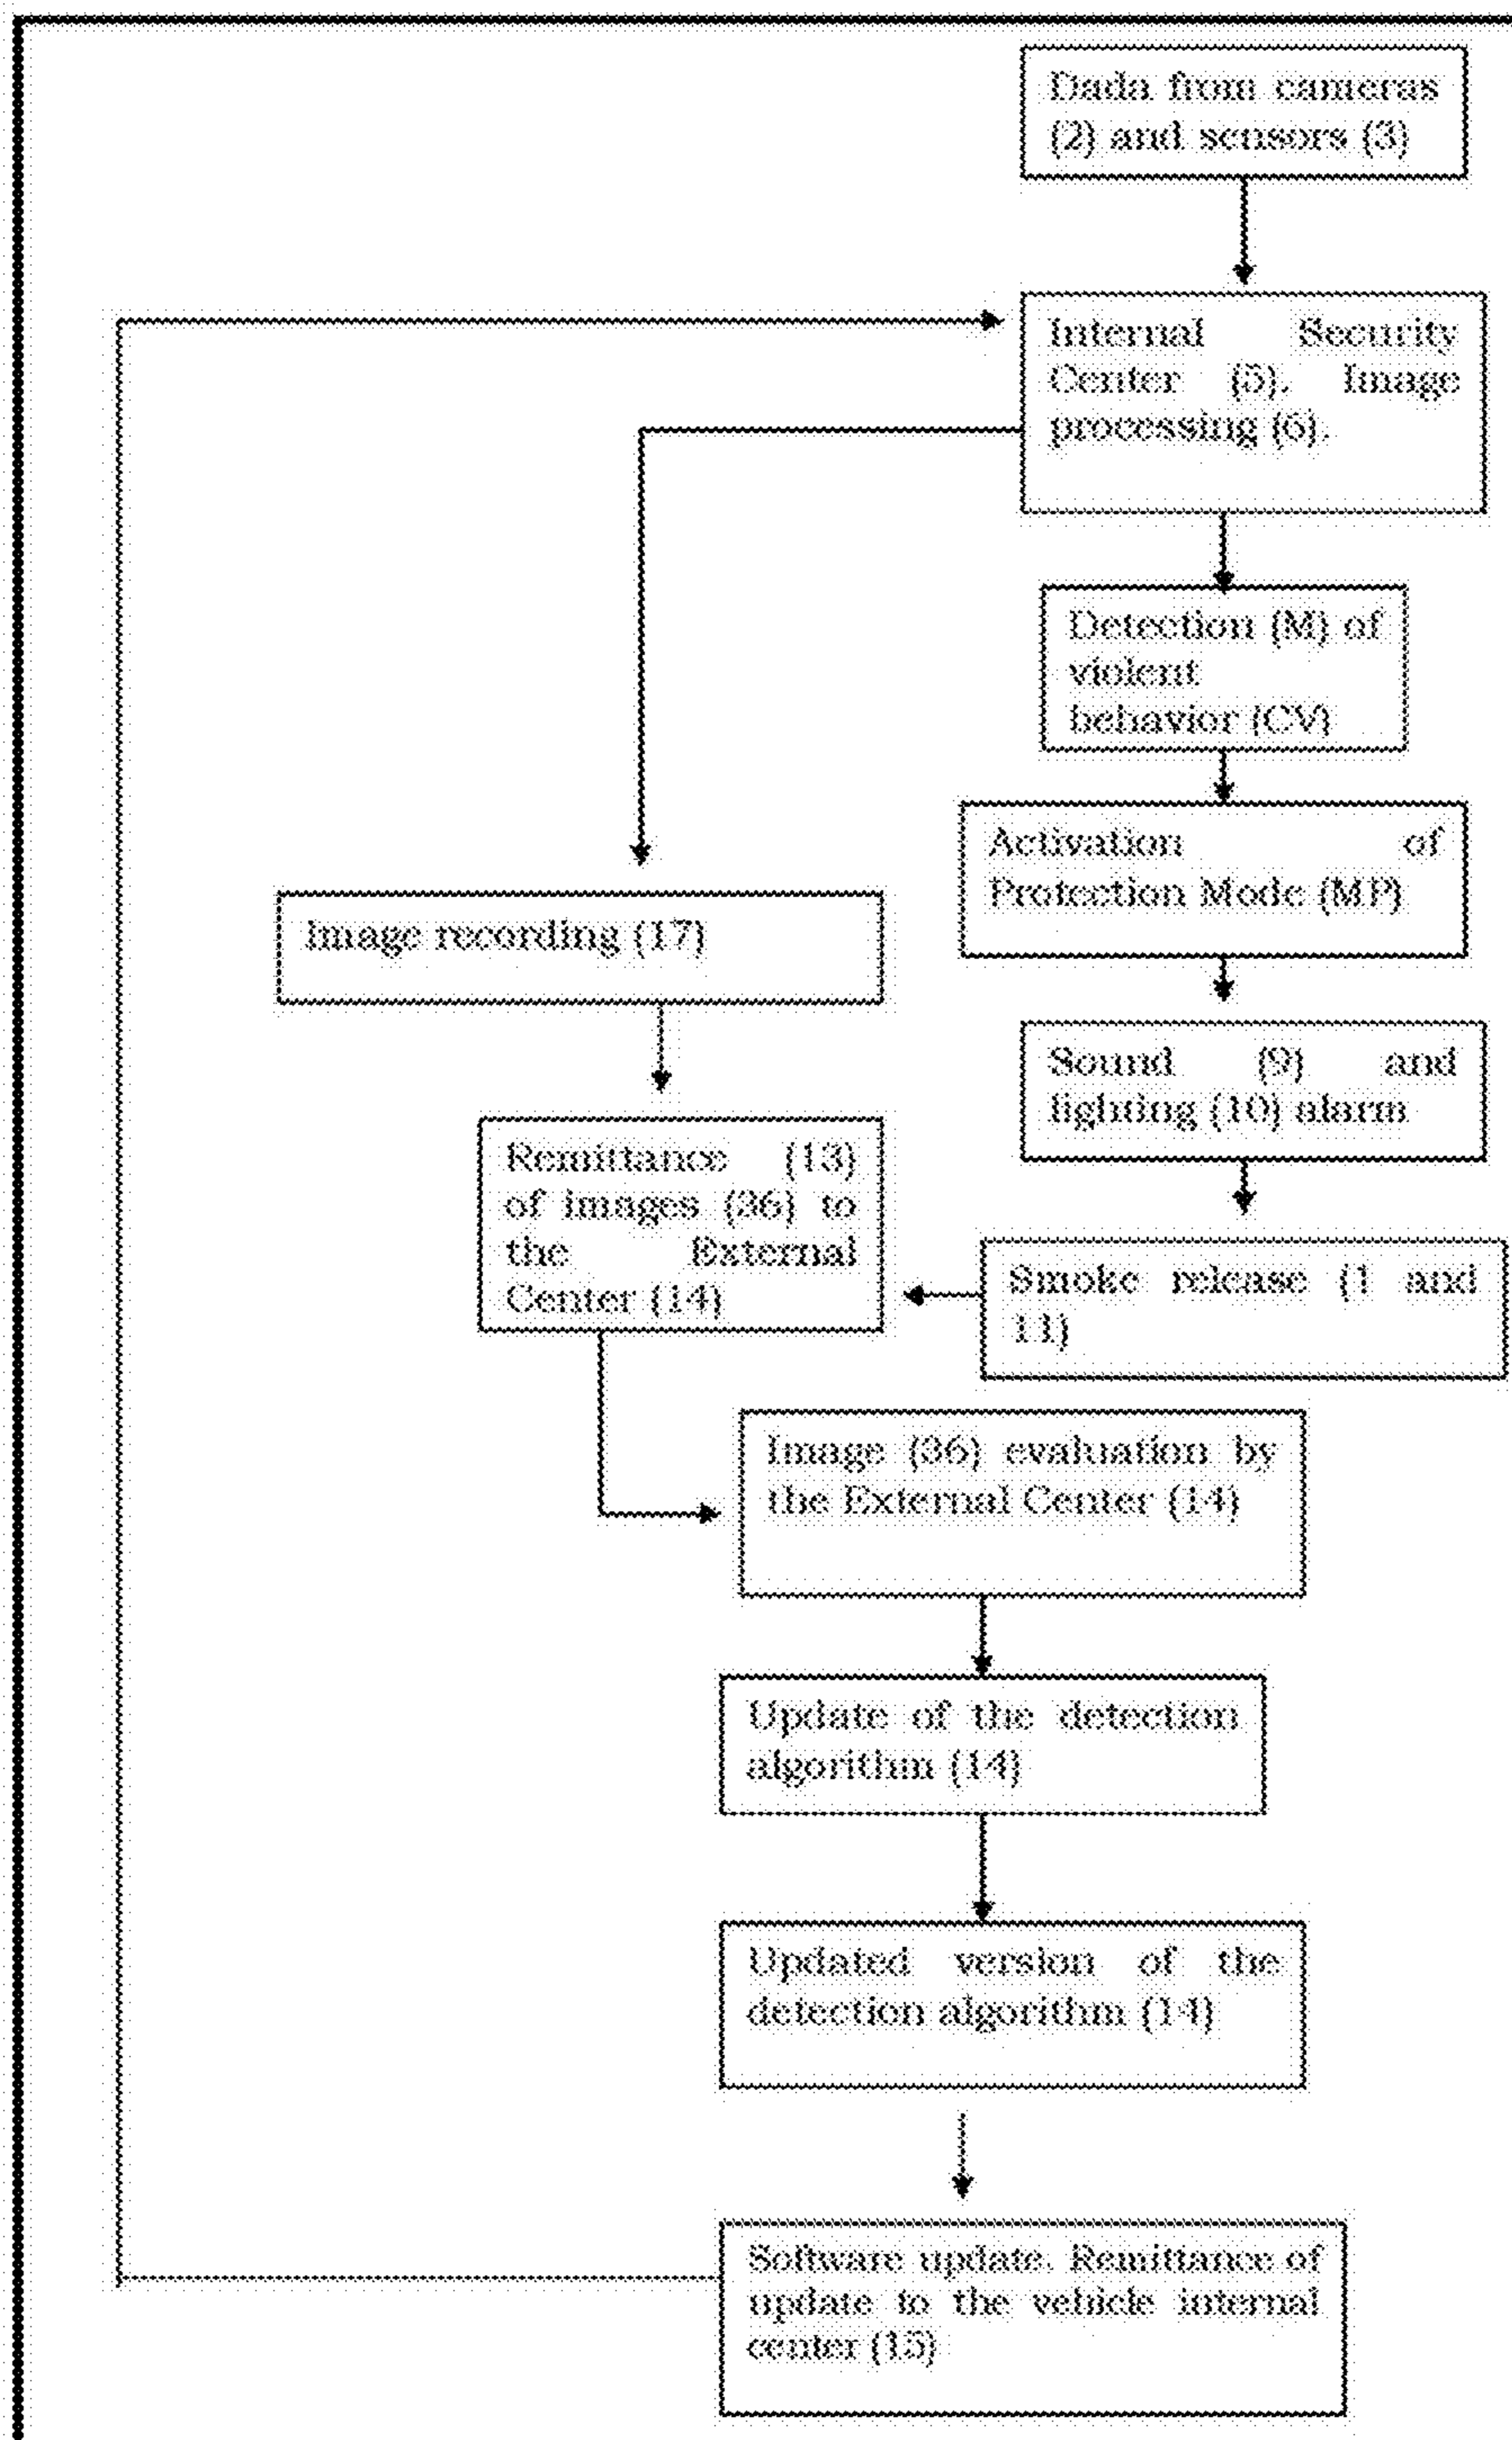 Dada from cameras
(2) and sensors (3)
Internal Security
Center (5). Image
processing (6).
Detection (M) of
violent
behavior (CV)
Activation of
Protection Mode (MP)
Image recording (17)
Sound (9) and
lighting (10) alarm
Remittance (13)
of images (36) to
the External
Center (14)
Smoke release (1 and
11)
Image (36) evaluation by
the External Center (14)
Update of the detection
algorithm (14)
Updated version of the
detection algorithm (14)
Software update. Remittance of
update to the vehicle internal
center (15)